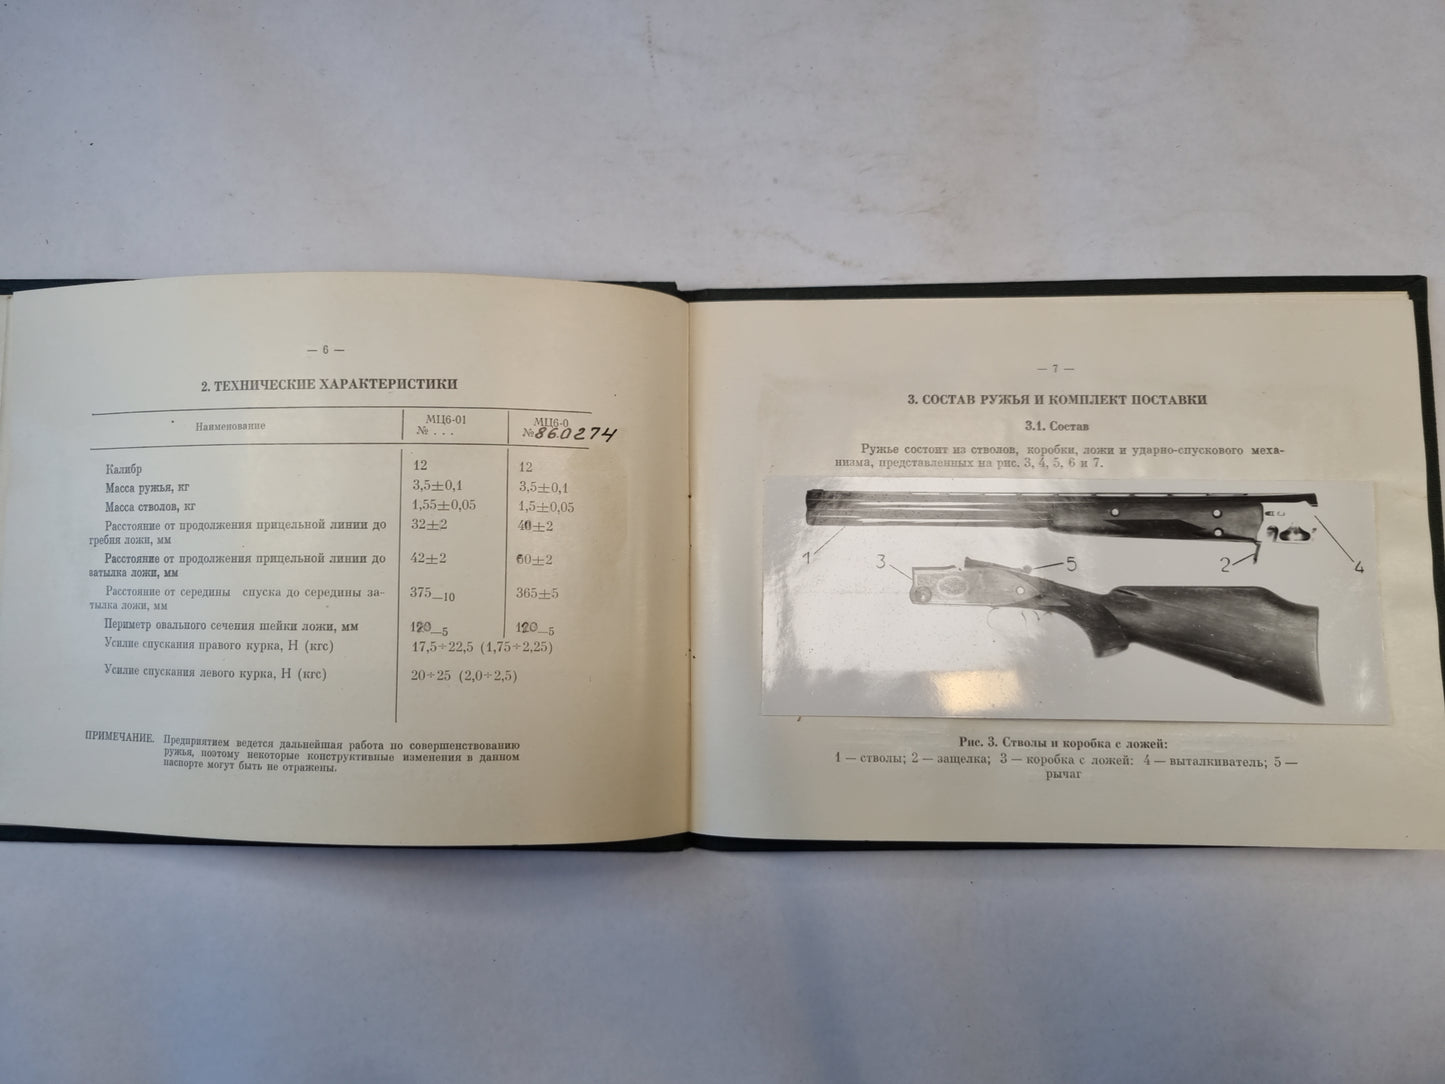 — 6 —
2. ТЕХНИЧЕСКИЕ ХАРАКТЕРИСТИКИ
Наименование МЦ6-01 № . . . МЦ6-0 № 860274
Калибр 12 12
Масса ружья, кг 3,5±0,1 3,5±0,1
Масса стволов, кг 1,55±0,05 1,5±0,05
Расстояние от продолжения прицельной линии до 32±2 40±2
гребня ложи, мм
Расстояние от продолжения прицельной линии до 42±2 60±2
затылка ложи, мм
Расстояние от середины спуска до середины за- 375—10 365±5
тылка ложи, мм
Периметр овального сечения шейки ложи, мм 120—5 120—5
Усилие спускания правого курка, Н (кгс) 17,5÷22,5 (1,75÷2,25)
Усилие спускания левого курка, Н (кгс) 20÷25 (2,0÷2,5)
ПРИМЕЧАНИЕ. Предприятием ведется дальнейшая работа по совершенствованию
ружья, поэтому некоторые конструктивные изменения в данном
паспорте могут быть не отражены.
— 7 —
3. СОСТАВ РУЖЬЯ И КОМПЛЕКТ ПОСТАВКИ
3.1. Состав
Ружье состоит из стволов, коробки, ложи и ударно-спускового меха-
низма, представленных на рис. 3, 4, 5, 6 и 7.
1
3
5
2
4
Рис. 3. Стволы и коробка с ложей:
1 — стволы; 2 — защелка; 3 — коробка с ложей: 4 — выталкиватель; 5 —
рычаг